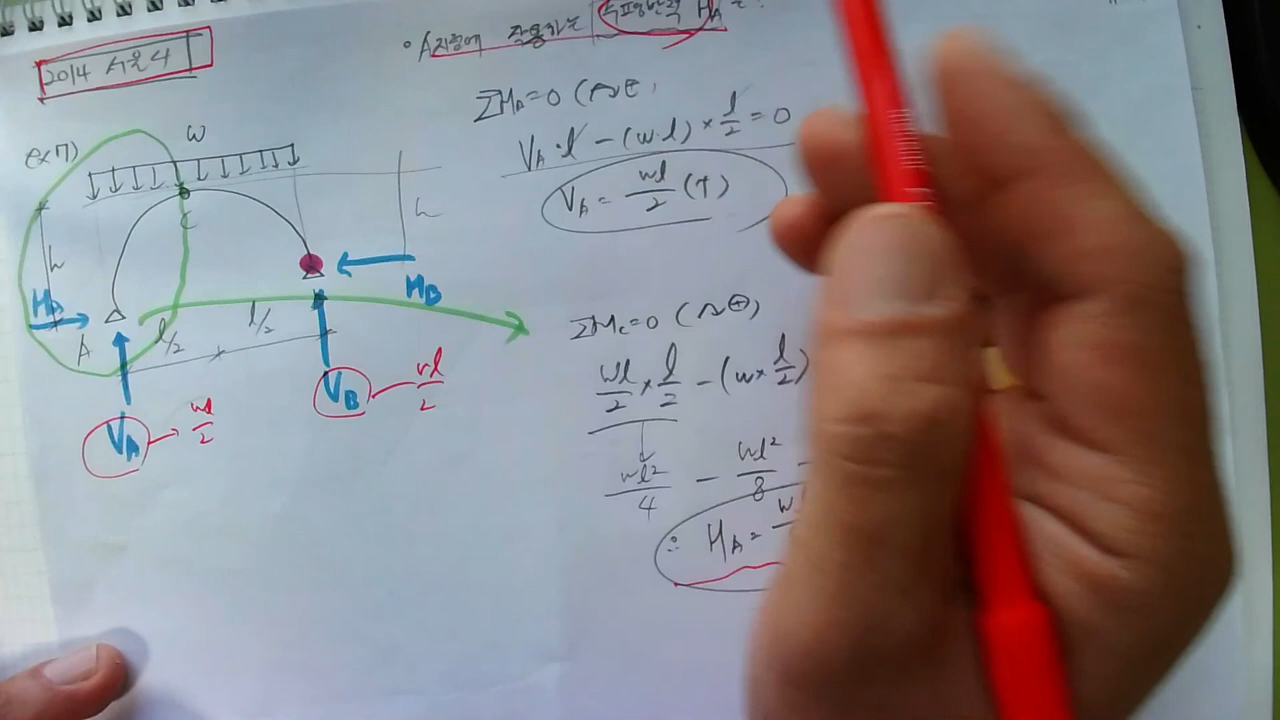 2014 서울시
• A지점에 작용하는 수평반력 H_A
ex7)
w
C
h
h
H_A
H_B
A
l/2
l/2
V_A → wl/2
V_B wl/2
ΣM_A=0 (
V_A·l - (w·l) × l/2 = 0
V_A = wl/2 (↑)
ΣM_C=0 (↷⊕)
wl/2 × l/2 - (w × l/2)
wl²/4 - wl²/8 -
∴ H_A = w